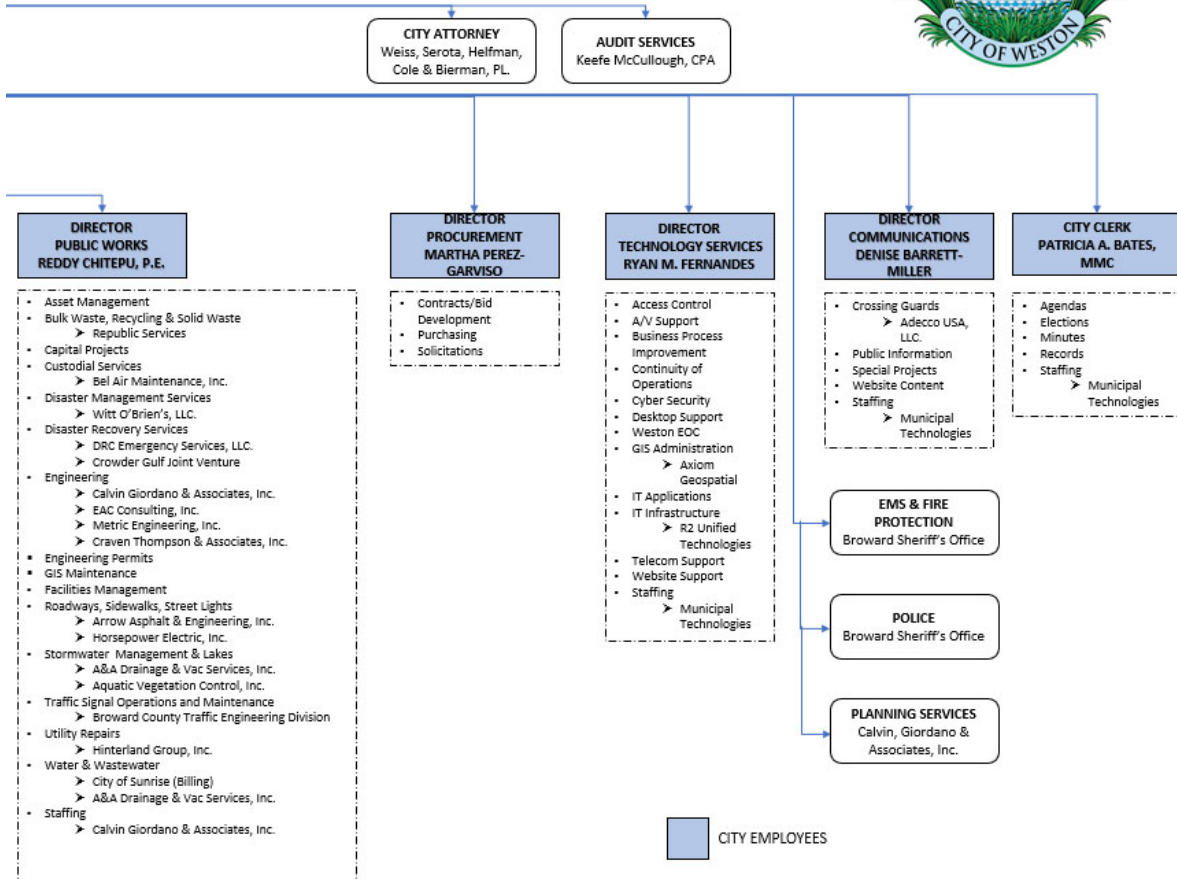 CITY OF WESTON
CITY ATTORNEY
Weiss, Serota, Helfman,
Cole & Bierman, PL.
AUDIT SERVICES
Keefe McCullough, CPA
DIRECTOR
PUBLIC WORKS
REDDY CHITEPU, P.E.
▪ Asset Management
▪ Bulk Waste, Recycling & Solid Waste
➤ Republic Services
▪ Capital Projects
▪ Custodial Services
➤ Bel Air Maintenance, Inc.
▪ Disaster Management Services
➤ Witt O’Brien’s, LLC.
▪ Disaster Recovery Services
➤ DRC Emergency Services, LLC.
➤ Crowder Gulf Joint Venture
▪ Engineering
➤ Calvin Giordano & Associates, Inc.
➤ EAC Consulting, Inc.
➤ Metric Engineering, Inc.
➤ Craven Thompson & Associates, Inc.
▪ Engineering Permits
▪ GIS Maintenance
▪ Facilities Management
▪ Roadways, Sidewalks, Street Lights
➤ Arrow Asphalt & Engineering, Inc.
➤ Horsepower Electric, Inc.
▪ Stormwater Management & Lakes
➤ A&A Drainage & Vac Services, Inc.
➤ Aquatic Vegetation Control, Inc.
▪ Traffic Signal Operations and Maintenance
➤ Broward County Traffic Engineering Division
▪ Utility Repairs
➤ Hinterland Group, Inc.
▪ Water & Wastewater
➤ City of Sunrise (Billing)
➤ A&A Drainage & Vac Services, Inc.
▪ Staffing
➤ Calvin Giordano & Associates, Inc.
DIRECTOR
PROCUREMENT
MARTHA PEREZ-
GARVISO
▪ Contracts/Bid
Development
▪ Purchasing
▪ Solicitations
DIRECTOR
TECHNOLOGY SERVICES
RYAN M. FERNANDES
▪ Access Control
▪ A/V Support
▪ Business Process
Improvement
▪ Continuity of
Operations
▪ Cyber Security
▪ Desktop Support
▪ Weston EOC
▪ GIS Administration
➤ Axiom
Geospatial
▪ IT Applications
▪ IT Infrastructure
➤ R2 Unified
Technologies
▪ Telecom Support
▪ Website Support
▪ Staffing
➤ Municipal
Technologies
DIRECTOR
COMMUNICATIONS
DENISE BARRETT-
MILLER
▪ Crossing Guards
➤ Adecco USA,
LLC.
▪ Public Information
▪ Special Projects
▪ Website Content
▪ Staffing
➤ Municipal
Technologies
CITY CLERK
PATRICIA A. BATES,
MMC
▪ Agendas
▪ Elections
▪ Minutes
▪ Records
▪ Staffing
➤ Municipal
Technologies
EMS & FIRE
PROTECTION
Broward Sheriff’s Office
POLICE
Broward Sheriff’s Office
PLANNING SERVICES
Calvin, Giordano &
Associates, Inc.
CITY EMPLOYEES